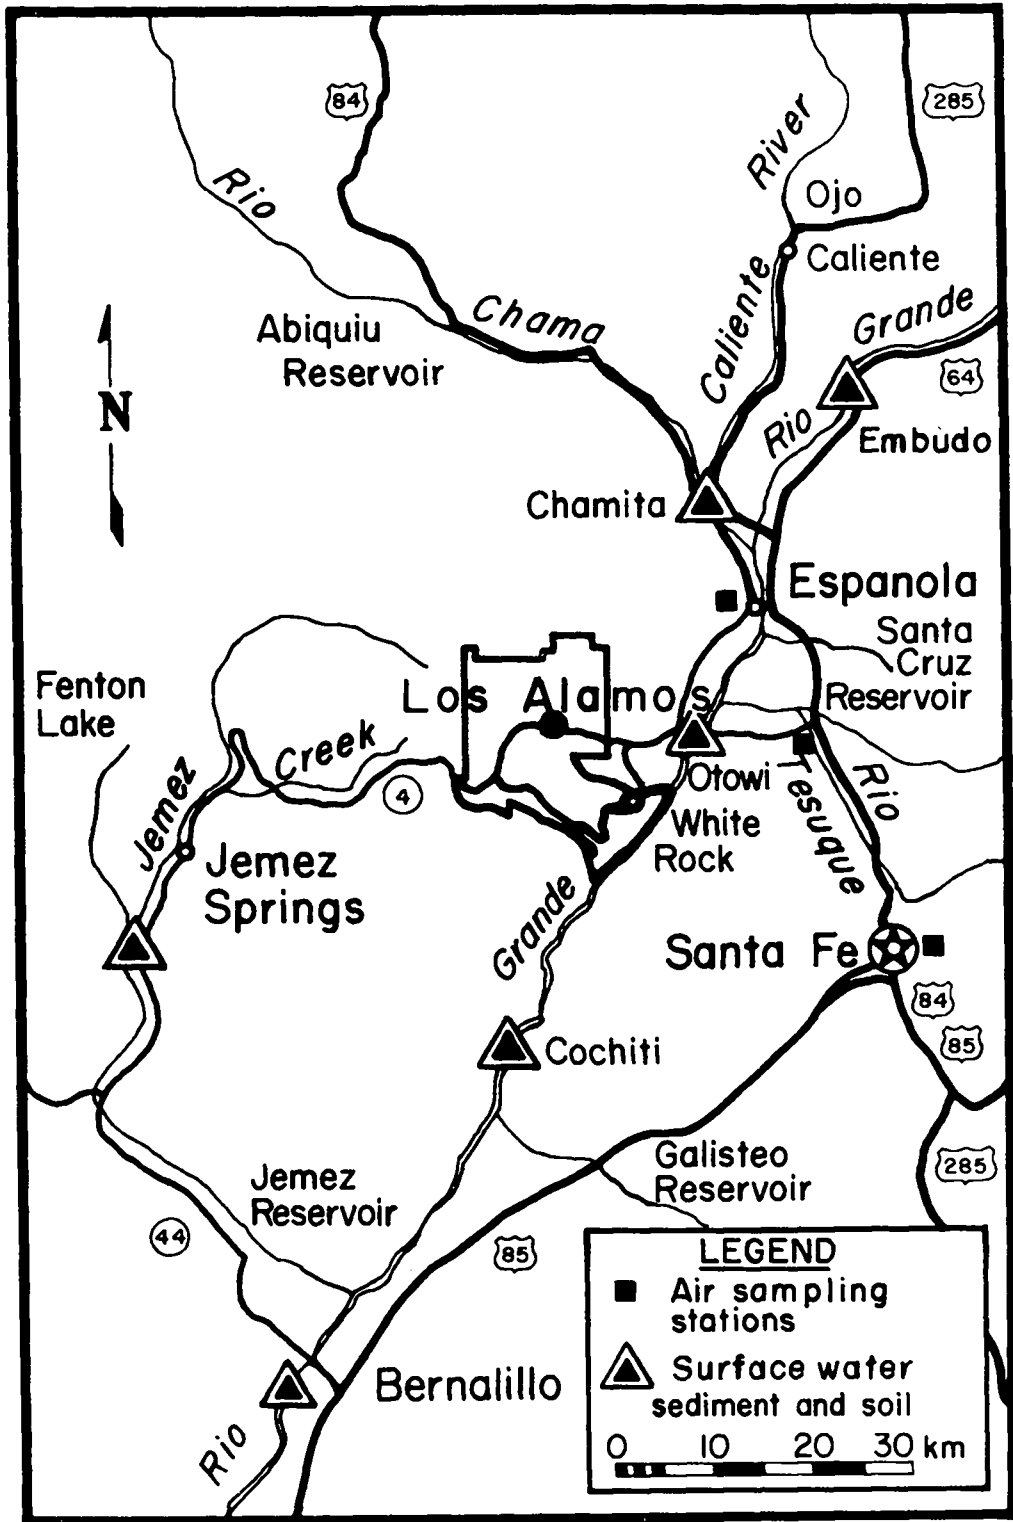 84
285
River
Rio
Ojo
Caliente
Caliente
Grande
Chama
Abiquiu
Reservoir
64
N
Rio
Embudo
Chamita
Espanola
Santa
Cruz
Reservoir
Fenton
Lake
Los Alamos
Creek
4
Jemez
Otowi
Rio
Tesuque
White
Rock
Jemez
Springs
Grande
Santa Fe
84
85
Cochiti
Galisteo
Reservoir
285
Jemez
Reservoir
44
85
LEGEND
Air sampling
stations
Surface water
sediment and soil
0 10 20 30 km
Bernalillo
Rio